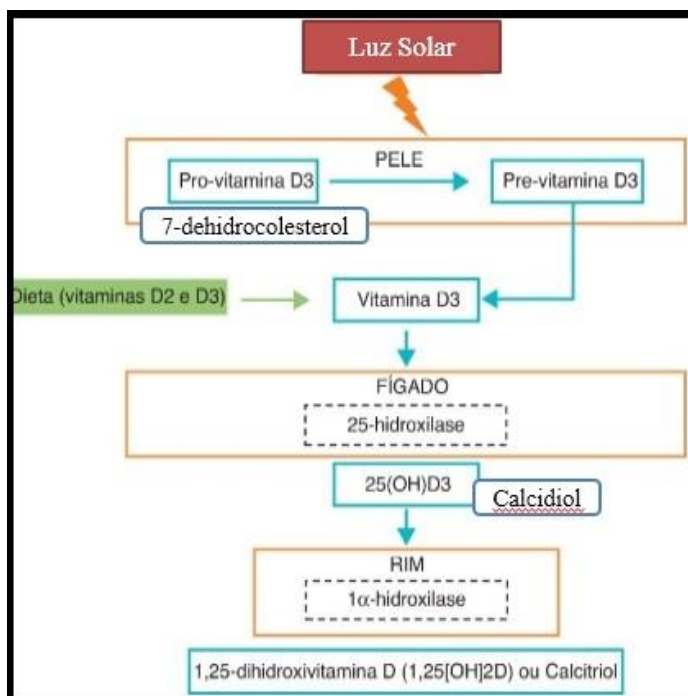 Luz Solar
PELE
Pro-vitamina D3
Pre-vitamina D3
7-dehidrocolesterol
Dieta (vitaminas D2 e D3)
Vitamina D3
FÍGADO
25-hidroxilase
25(OH)D3
Calcidiol
RIM
1α-hidroxilase
1,25-dihidroxivitamina D (1,25[OH]2D) ou Calcitriol